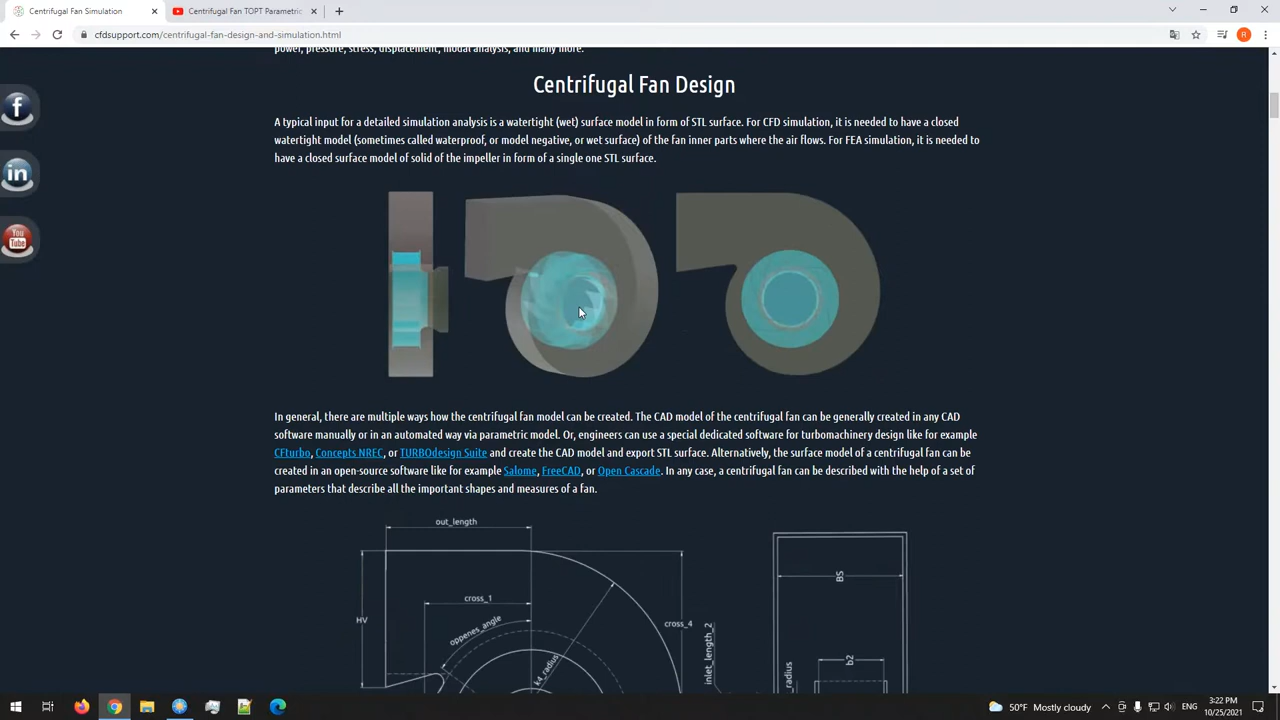 Centrifugal Fan Simulation
Centrifugal Fan TOPT Parametric
cfdsupport.com/centrifugal-fan-design-and-simulation.html
R
power, pressure, stress, displacement, modal analysis, and many more.
Centrifugal Fan Design
A typical input for a detailed simulation analysis is a watertight (wet) surface model in form of STL surface. For CFD simulation, it is needed to have a closed
watertight model (sometimes called waterproof, or model negative, or wet surface) of the fan inner parts where the air flows. For FEA simulation, it is needed to
have a closed surface model of solid of the impeller in form of a single one STL surface.
f
in
You
Tube
In general, there are multiple ways how the centrifugal fan model can be created. The CAD model of the centrifugal fan can be generally created in any CAD
software manually or in an automated way via parametric model. Or, engineers can use a special dedicated software for turbomachinery design like for example
CFturbo, Concepts NREC, or TURBOdesign Suite and create the CAD model and export STL surface. Alternatively, the surface model of a centrifugal fan can be
created in an open-source software like for example Salome, FreeCAD, or Open Cascade. In any case, a centrifugal fan can be described with the help of a set of
parameters that describe all the important shapes and measures of a fan.
out_length
BS
cross_1
HV
oppenes_angle
cross_4
inlet_length_2
k4_radius
b2
_radius
50°F Mostly cloudy
ENG
3:22 PM
10/25/2021